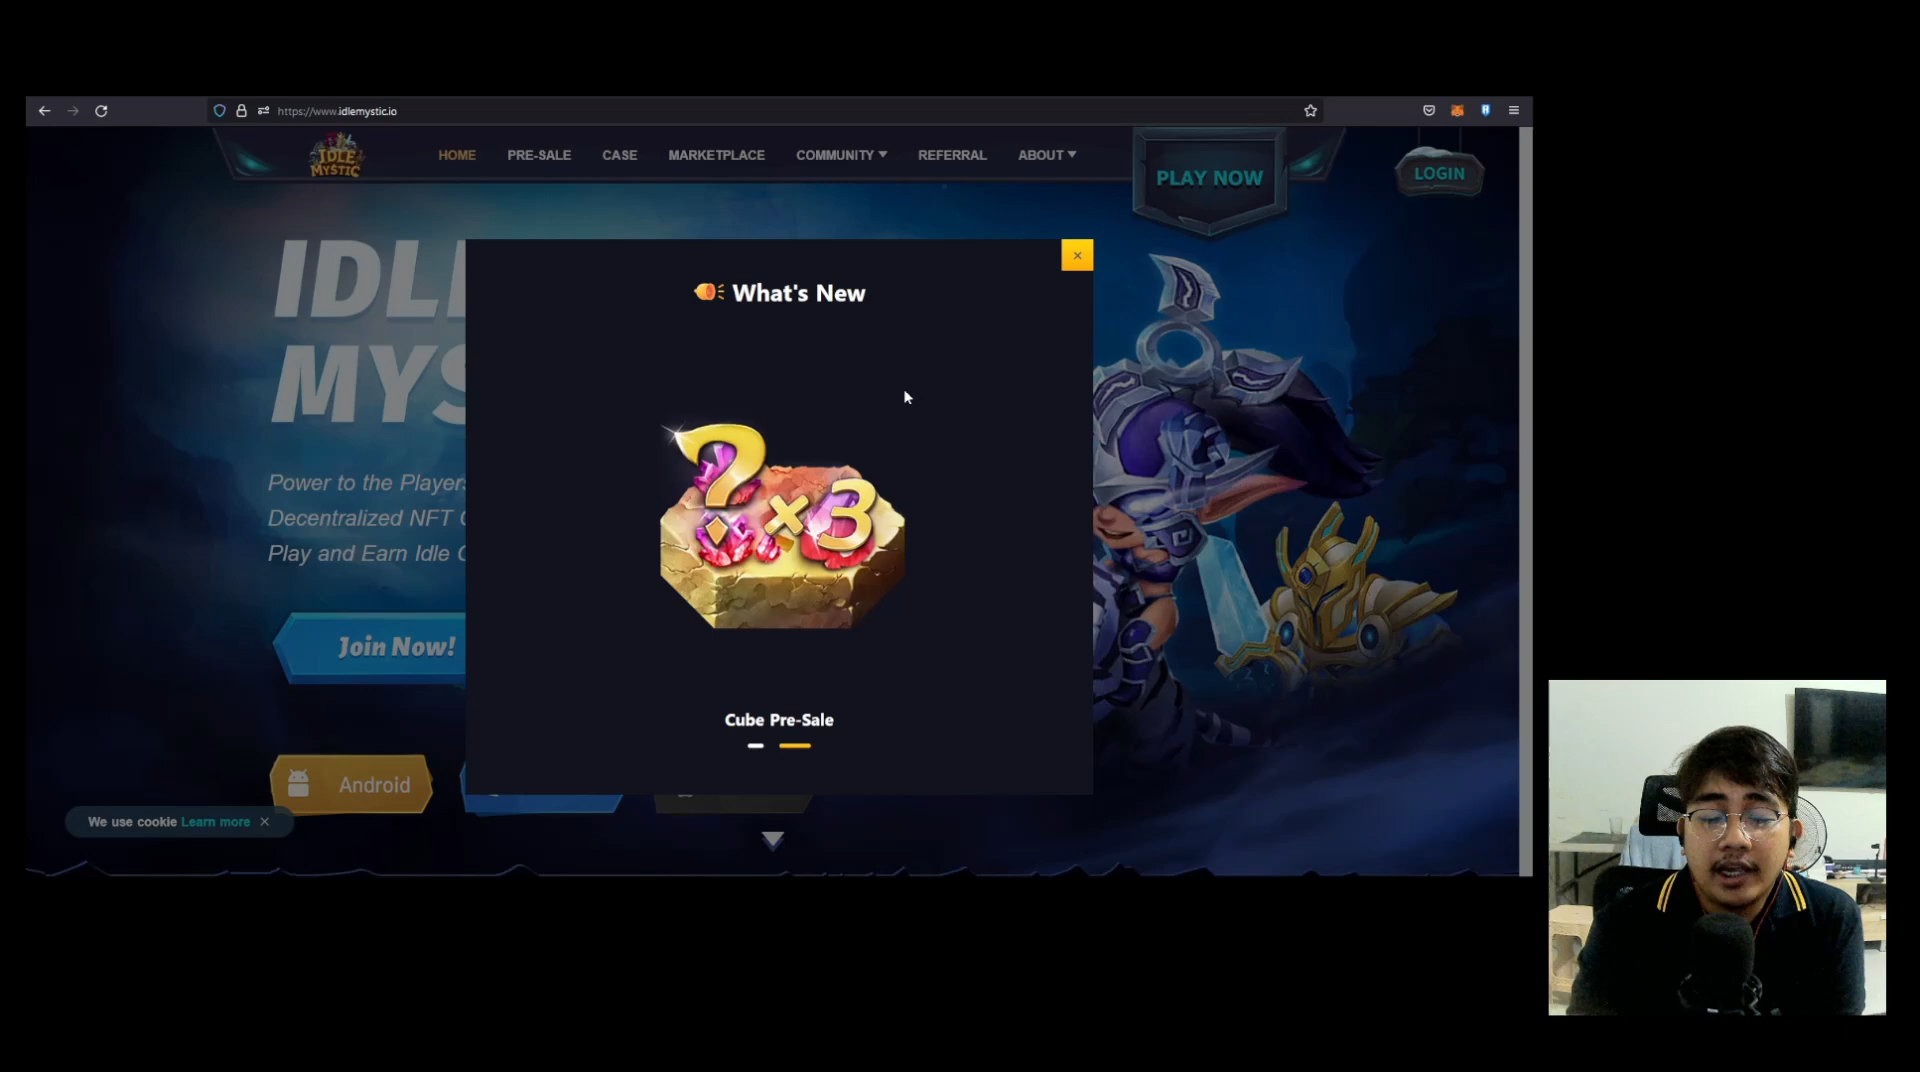 https://www.idlemystic.io
IDLE
MYSTIC
HOME
PRE-SALE
CASE
MARKETPLACE
COMMUNITY
REFERRAL
ABOUT
PLAY NOW
LOGIN
IDL
MYS
What's New
Power to the Player
Decentralized NFT
Play and Earn Idle
? ×3
Join Now!
Cube Pre-Sale
Android
We use cookie Learn more